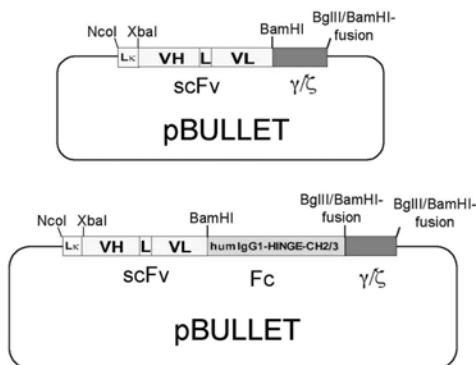 NcoI XbaI BamHI BglII/BamHI-
fusion
Lκ VH L VL
scFv γ/ζ
pBULLET
NcoI XbaI BamHI BglII/BamHI-
fusion BglII/BamHI-
fusion
Lκ VH L VL humIgG1-HINGE-CH2/3
scFv Fc γ/ζ
pBULLET